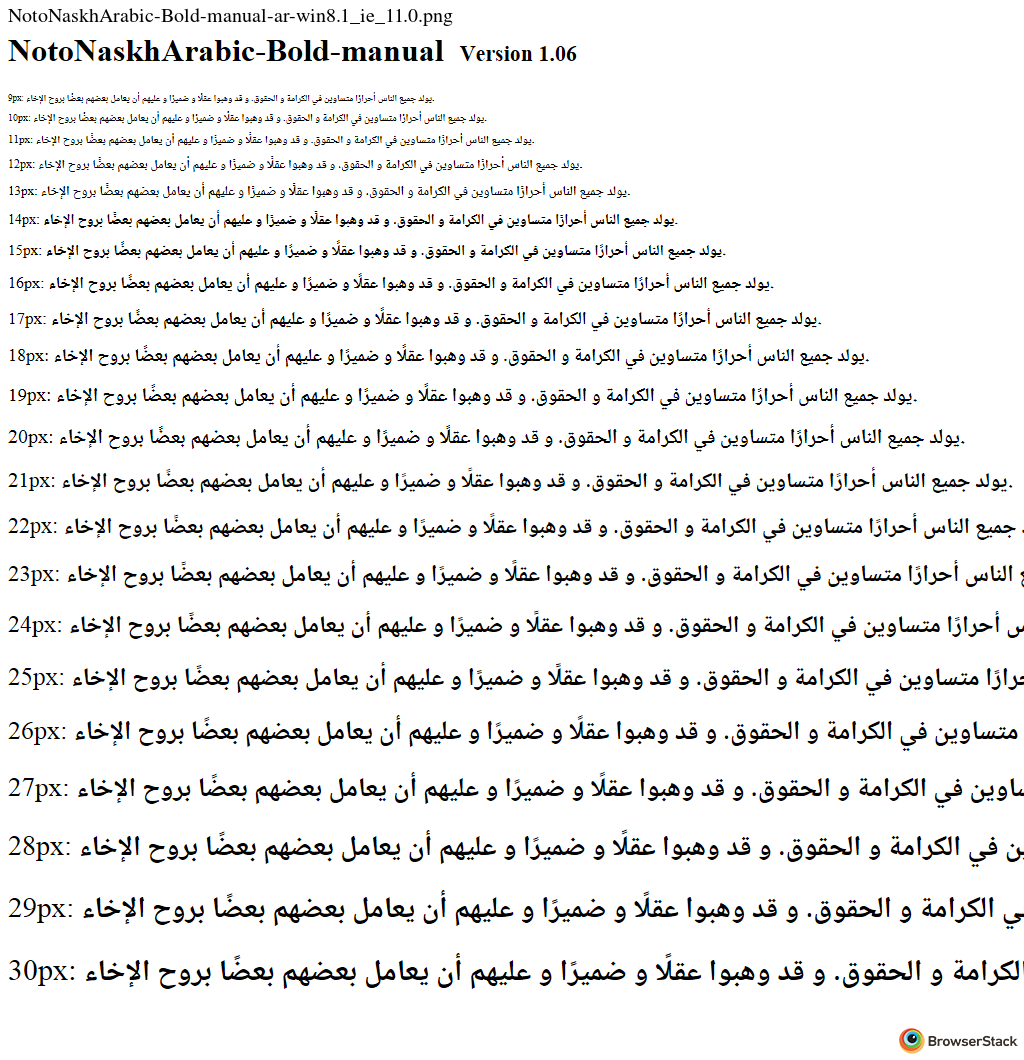 NotoNaskhArabic-Bold-manual-ar-win8.1_ie_11.0.png
NotoNaskhArabic-Bold-manual Version 1.06
9px: يولد جميع الناس أحرارًا متساوين في الكرامة و الحقوق. و قد وهبوا عقلًا و ضميرًا و عليهم أن يعامل بعضهم بعضًا بروح الإخاء.
10px: يولد جميع الناس أحرارًا متساوين في الكرامة و الحقوق. و قد وهبوا عقلًا و ضميرًا و عليهم أن يعامل بعضهم بعضًا بروح الإخاء.
11px: يولد جميع الناس أحرارًا متساوين في الكرامة و الحقوق. و قد وهبوا عقلًا و ضميرًا و عليهم أن يعامل بعضهم بعضًا بروح الإخاء.
12px: يولد جميع الناس أحرارًا متساوين في الكرامة و الحقوق. و قد وهبوا عقلًا و ضميرًا و عليهم أن يعامل بعضهم بعضًا بروح الإخاء.
13px: يولد جميع الناس أحرارًا متساوين في الكرامة و الحقوق. و قد وهبوا عقلًا و ضميرًا و عليهم أن يعامل بعضهم بعضًا بروح الإخاء.
14px: يولد جميع الناس أحرارًا متساوين في الكرامة و الحقوق. و قد وهبوا عقلًا و ضميرًا و عليهم أن يعامل بعضهم بعضًا بروح الإخاء.
15px: يولد جميع الناس أحرارًا متساوين في الكرامة و الحقوق. و قد وهبوا عقلًا و ضميرًا و عليهم أن يعامل بعضهم بعضًا بروح الإخاء.
16px: يولد جميع الناس أحرارًا متساوين في الكرامة و الحقوق. و قد وهبوا عقلًا و ضميرًا و عليهم أن يعامل بعضهم بعضًا بروح الإخاء.
17px: يولد جميع الناس أحرارًا متساوين في الكرامة و الحقوق. و قد وهبوا عقلًا و ضميرًا و عليهم أن يعامل بعضهم بعضًا بروح الإخاء.
18px: يولد جميع الناس أحرارًا متساوين في الكرامة و الحقوق. و قد وهبوا عقلًا و ضميرًا و عليهم أن يعامل بعضهم بعضًا بروح الإخاء.
19px: يولد جميع الناس أحرارًا متساوين في الكرامة و الحقوق. و قد وهبوا عقلًا و ضميرًا و عليهم أن يعامل بعضهم بعضًا بروح الإخاء.
20px: يولد جميع الناس أحرارًا متساوين في الكرامة و الحقوق. و قد وهبوا عقلًا و ضميرًا و عليهم أن يعامل بعضهم بعضًا بروح الإخاء.
21px: يولد جميع الناس أحرارًا متساوين في الكرامة و الحقوق. و قد وهبوا عقلًا و ضميرًا و عليهم أن يعامل بعضهم بعضًا بروح الإخاء.
22px: جميع الناس أحرارًا متساوين في الكرامة و الحقوق. و قد وهبوا عقلًا و ضميرًا و عليهم أن يعامل بعضهم بعضًا بروح الإخاء
23px: الناس أحرارًا متساوين في الكرامة و الحقوق. و قد وهبوا عقلًا و ضميرًا و عليهم أن يعامل بعضهم بعضًا بروح الإخاء
24px: أحرارًا متساوين في الكرامة و الحقوق. و قد وهبوا عقلًا و ضميرًا و عليهم أن يعامل بعضهم بعضًا بروح الإخاء
25px: متساوين في الكرامة و الحقوق. و قد وهبوا عقلًا و ضميرًا و عليهم أن يعامل بعضهم بعضًا بروح الإخاء
26px: متساوين في الكرامة و الحقوق. و قد وهبوا عقلًا و ضميرًا و عليهم أن يعامل بعضهم بعضًا بروح الإخاء
27px: في الكرامة و الحقوق. و قد وهبوا عقلًا و ضميرًا و عليهم أن يعامل بعضهم بعضًا بروح الإخاء
28px: في الكرامة و الحقوق. و قد وهبوا عقلًا و ضميرًا و عليهم أن يعامل بعضهم بعضًا بروح الإخاء
29px: الكرامة و الحقوق. و قد وهبوا عقلًا و ضميرًا و عليهم أن يعامل بعضهم بعضًا بروح الإخاء
30px: الكرامة و الحقوق. و قد وهبوا عقلًا و ضميرًا و عليهم أن يعامل بعضهم بعضًا بروح الإخاء
BrowserStack